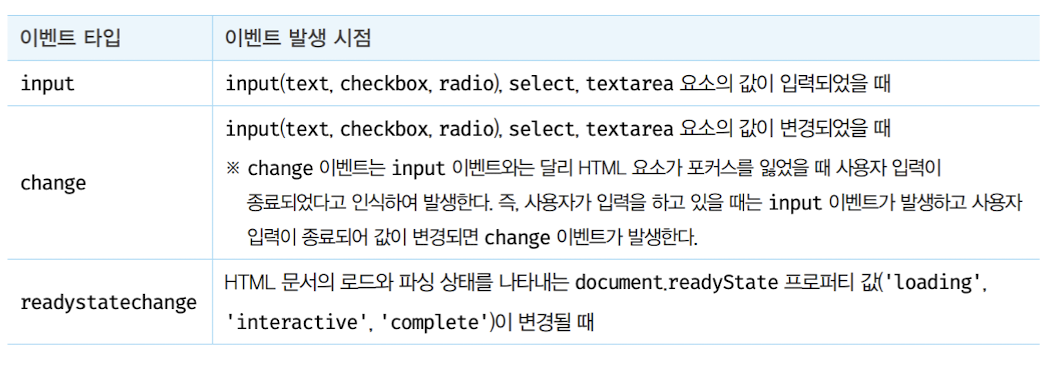 이벤트 타입 이벤트 발생 시점
input input(text, checkbox, radio), select, textarea 요소의 값이 입력되었을 때
change input(text, checkbox, radio), select, textarea 요소의 값이 변경되었을 때
※ change 이벤트는 input 이벤트와는 달리 HTML 요소가 포커스를 잃었을 때 사용자 입력이
종료되었다고 인식하여 발생한다. 즉, 사용자가 입력을 하고 있을 때는 input 이벤트가 발생하고 사용자
입력이 종료되어 값이 변경되면 change 이벤트가 발생한다.
readystatechange HTML 문서의 로드와 파싱 상태를 나타내는 document.readyState 프로퍼티 값('loading',
'interactive', 'complete')이 변경될 때